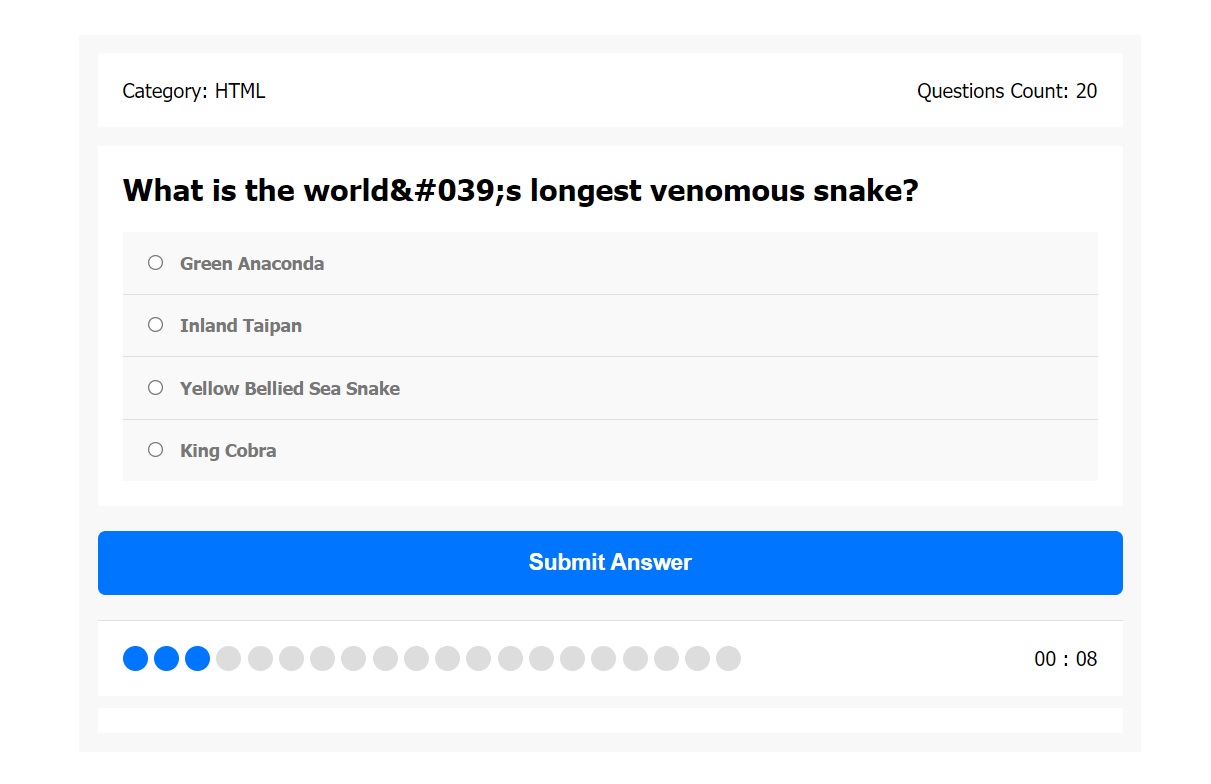 Category: HTML
Questions Count: 20
What is the world&#039;s longest venomous snake?
Green Anaconda
Inland Taipan
Yellow Bellied Sea Snake
King Cobra
Submit Answer
00 : 08